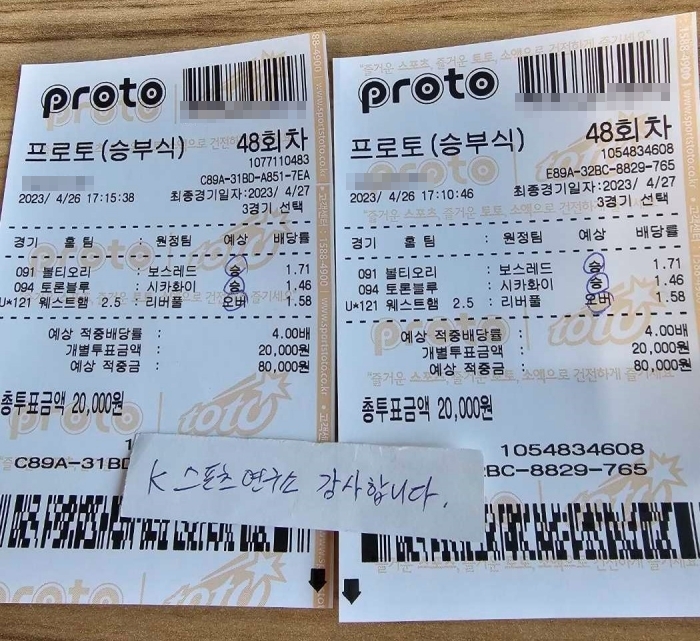 proto
프로토(승부식) 48회차
1077110483
C89A-31BD-A851-7EA
2023/ 4/26 17:15:38 최종경기일자:2023/ 4/27
3경기 선택
경기 홈 팀 : 원정팀 예상 배당률
091 볼티오리 : 보스레드 승 1.71
094 토론블루 : 시카화이 승 1.46
U*121 웨스트햄 2.5 : 리버풀 오버 1.58
예상 적중배당률 : 4.00배
개별투표금액 : 20,000원
예상 적중금 : 80,000원
총투표금액 20,000원
C89A-31BD
proto
프로토(승부식) 48회차
1054834608
E89A-32BC-8829-765
2023/ 4/26 17:10:46 최종경기일자:2023/ 4/27
3경기 선택
경기 홈 팀 : 원정팀 예상 배당률
091 볼티오리 : 보스레드 승 1.71
094 토론블루 : 시카화이 승 1.46
U*121 웨스트햄 2.5 : 리버풀 오버 1.58
예상 적중배당률 : 4.00배
개별투표금액 : 20,000원
예상 적중금 : 80,000원
총투표금액 20,000원
1054834608
2BC-8829-765
K 스포츠연구소 감사합니다.